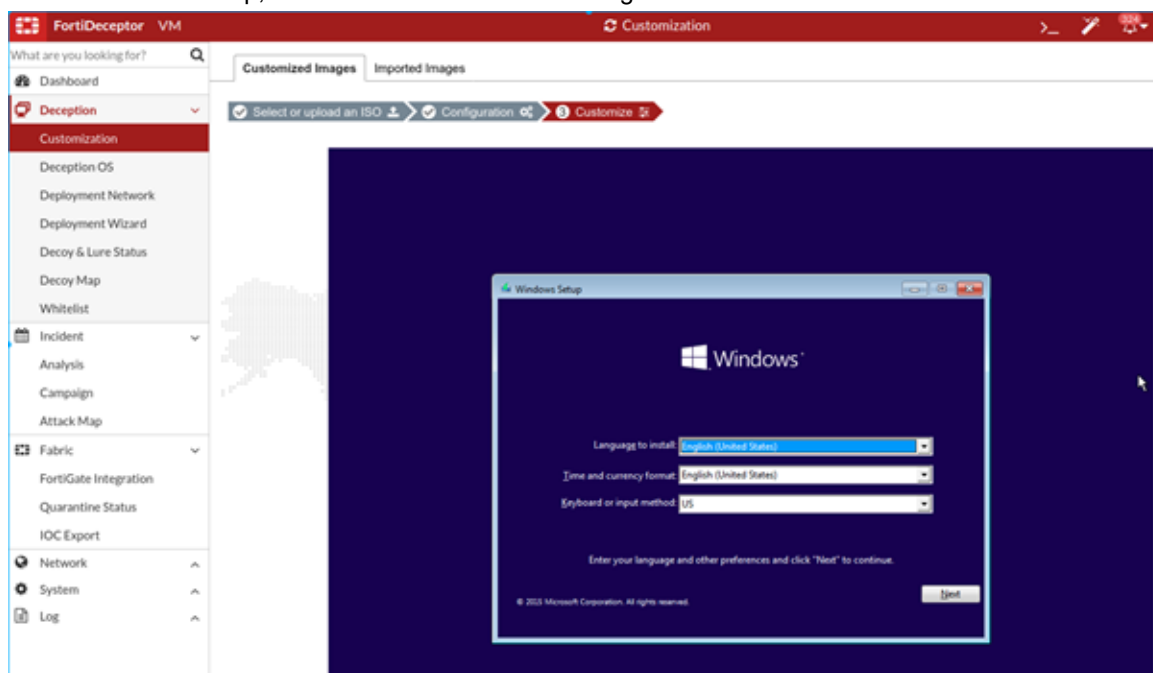 FortiDeceptor VM
Customization
>_
324
What are you looking for?
Dashboard
Deception
Customization
Deception OS
Deployment Network
Deployment Wizard
Decoy & Lure Status
Decoy Map
Whitelist
Incident
Analysis
Campaign
Attack Map
Fabric
FortiGate Integration
Quarantine Status
IOC Export
Network
System
Log
Customized Images
Imported Images
Select or upload an ISO
Configuration
3 Customize
Windows Setup
Windows
Language to install: English (United States)
Time and currency format: English (United States)
Keyboard or input method: US
Enter your language and other preferences and click "Next" to continue.
© 2015 Microsoft Corporation. All rights reserved.
Next